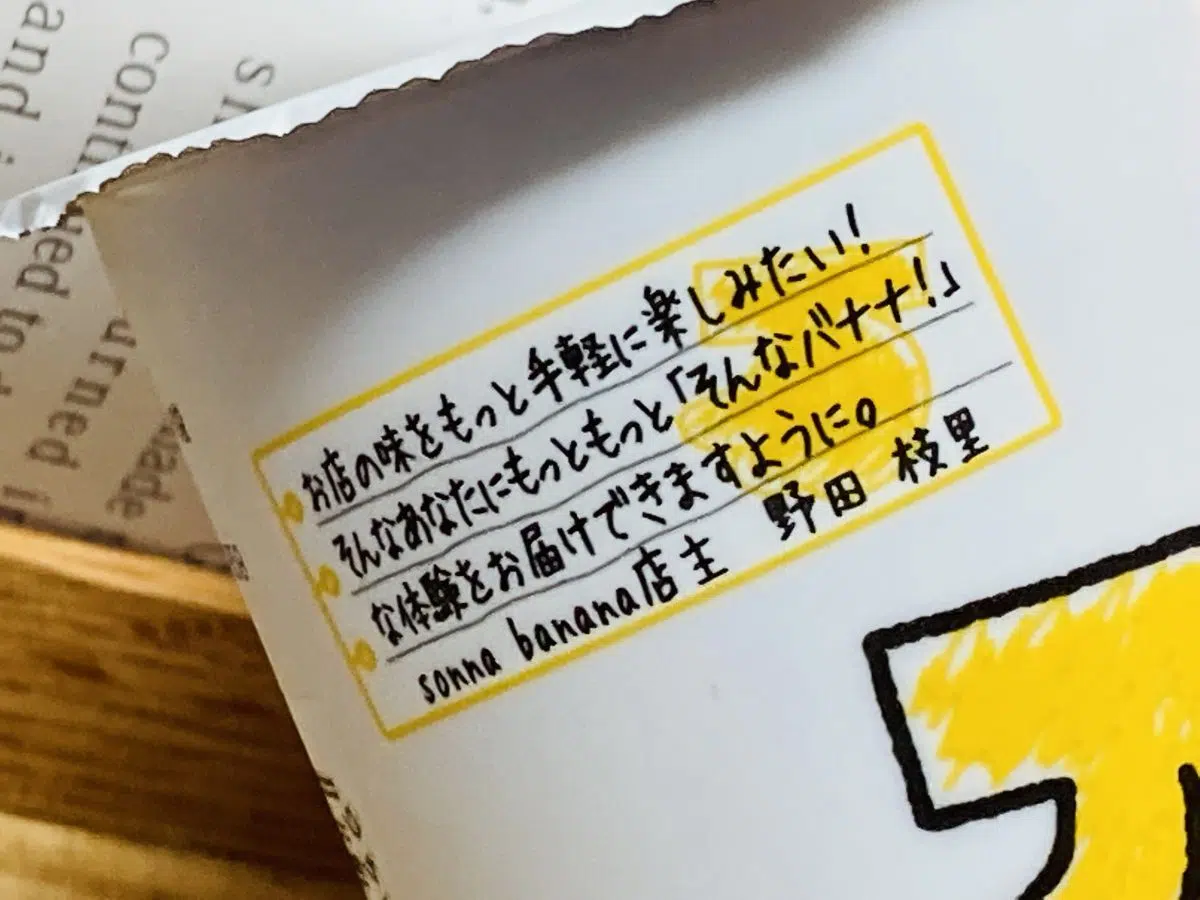 お店の味をもっと手軽に楽しみたい!
そんなあなたにもっともっと「そんなバナナ!」
な体験をお届けできますように。
sonna banana店主 野田 枝里
and i
conti
ued to
urned
made